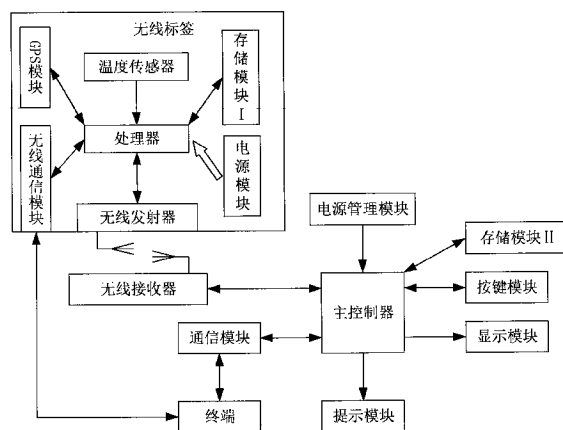 无线标签
GPS模块
温度传感器
存储模块Ⅰ
处理器
无线通信模块
电源模块
无线发射器
电源管理模块
存储模块Ⅱ
无线接收器
主控制器
按键模块
通信模块
显示模块
终端
提示模块